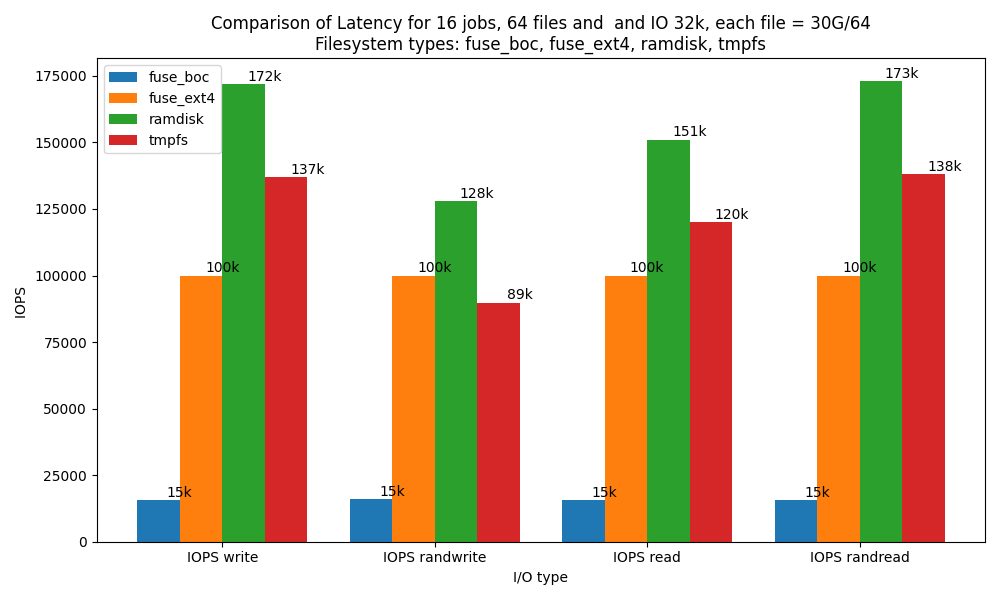 Comparison of Latency for 16 jobs, 64 files and  and IO 32k, each file = 30G/64
Filesystem types: fuse_boc, fuse_ext4, ramdisk, tmpfs
fuse_boc
fuse_ext4
ramdisk
tmpfs
IOPS
175000
150000
125000
100000
75000
50000
25000
0
15k
100k
172k
137k
15k
100k
128k
89k
15k
100k
151k
120k
15k
100k
173k
138k
IOPS write
IOPS randwrite
IOPS read
IOPS randread
I/O type